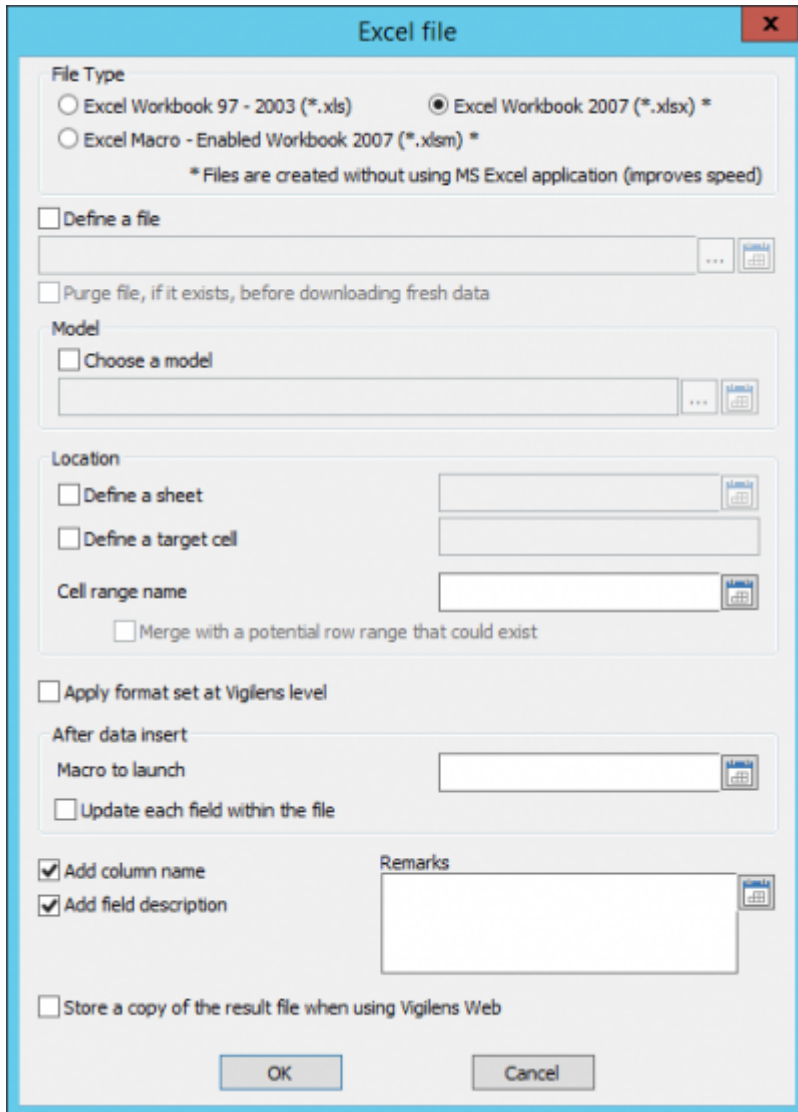 Excel file
x
File Type
Excel Workbook 97 - 2003 (*.xls) Excel Workbook 2007 (*.xlsx) *
Excel Macro - Enabled Workbook 2007 (*.xlsm) *
* Files are created without using MS Excel application (improves speed)
Define a file
...
Purge file, if it exists, before downloading fresh data
Model
Choose a model
...
Location
Define a sheet
Define a target cell
Cell range name
Merge with a potential row range that could exist
Apply format set at Vigilens level
After data insert
Macro to launch
Update each field within the file
Add column name
Remarks
Add field description
Store a copy of the result file when using Vigilens Web
OK Cancel